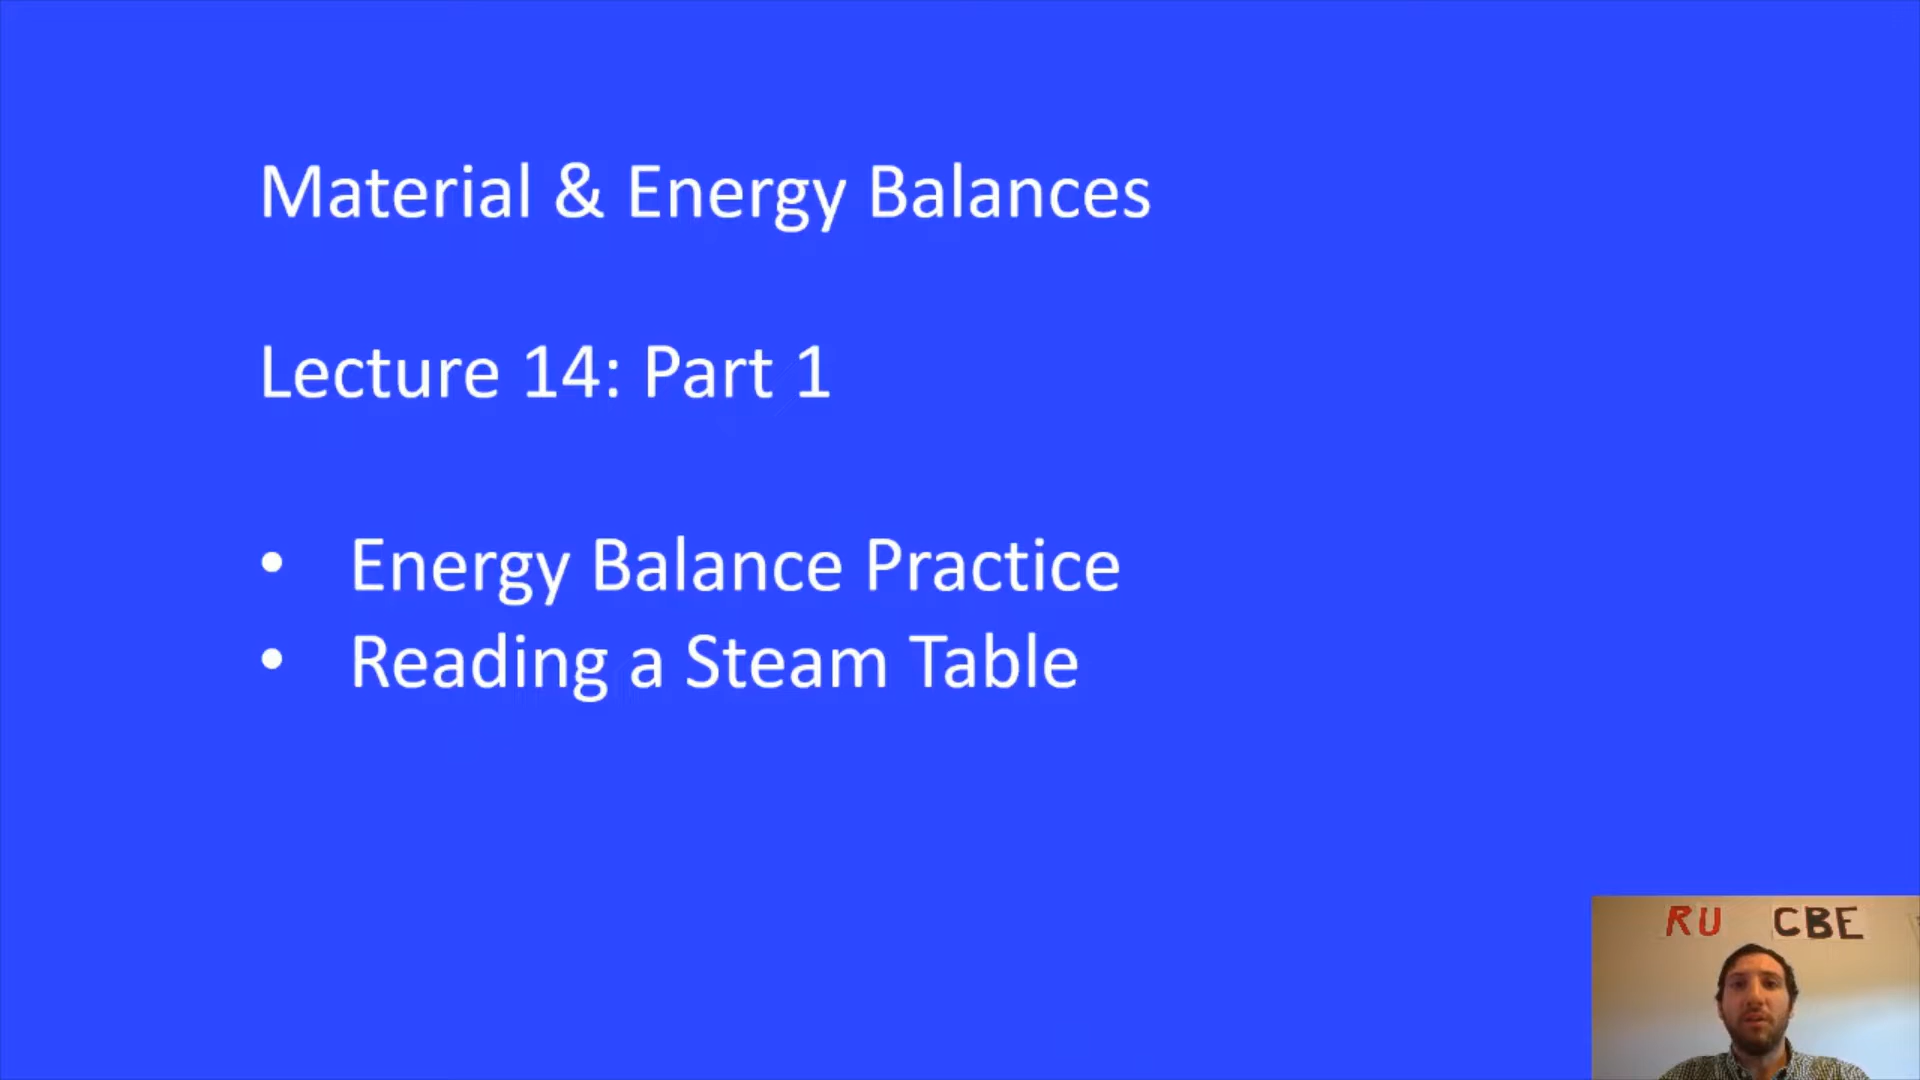 Material & Energy Balances
Lecture 14: Part 1
• Energy Balance Practice
• Reading a Steam Table
RU CBE